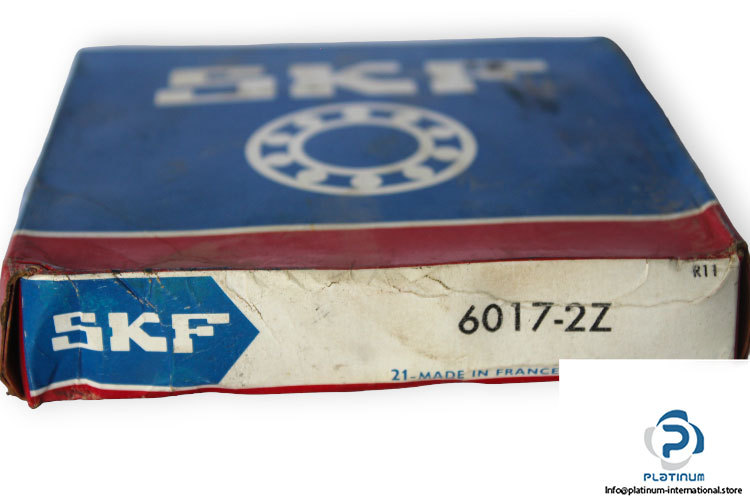 SKF
R11
SKF
6017-2Z
21-MADE IN FRANCE
PLATINUM
Info@platinum-international.store